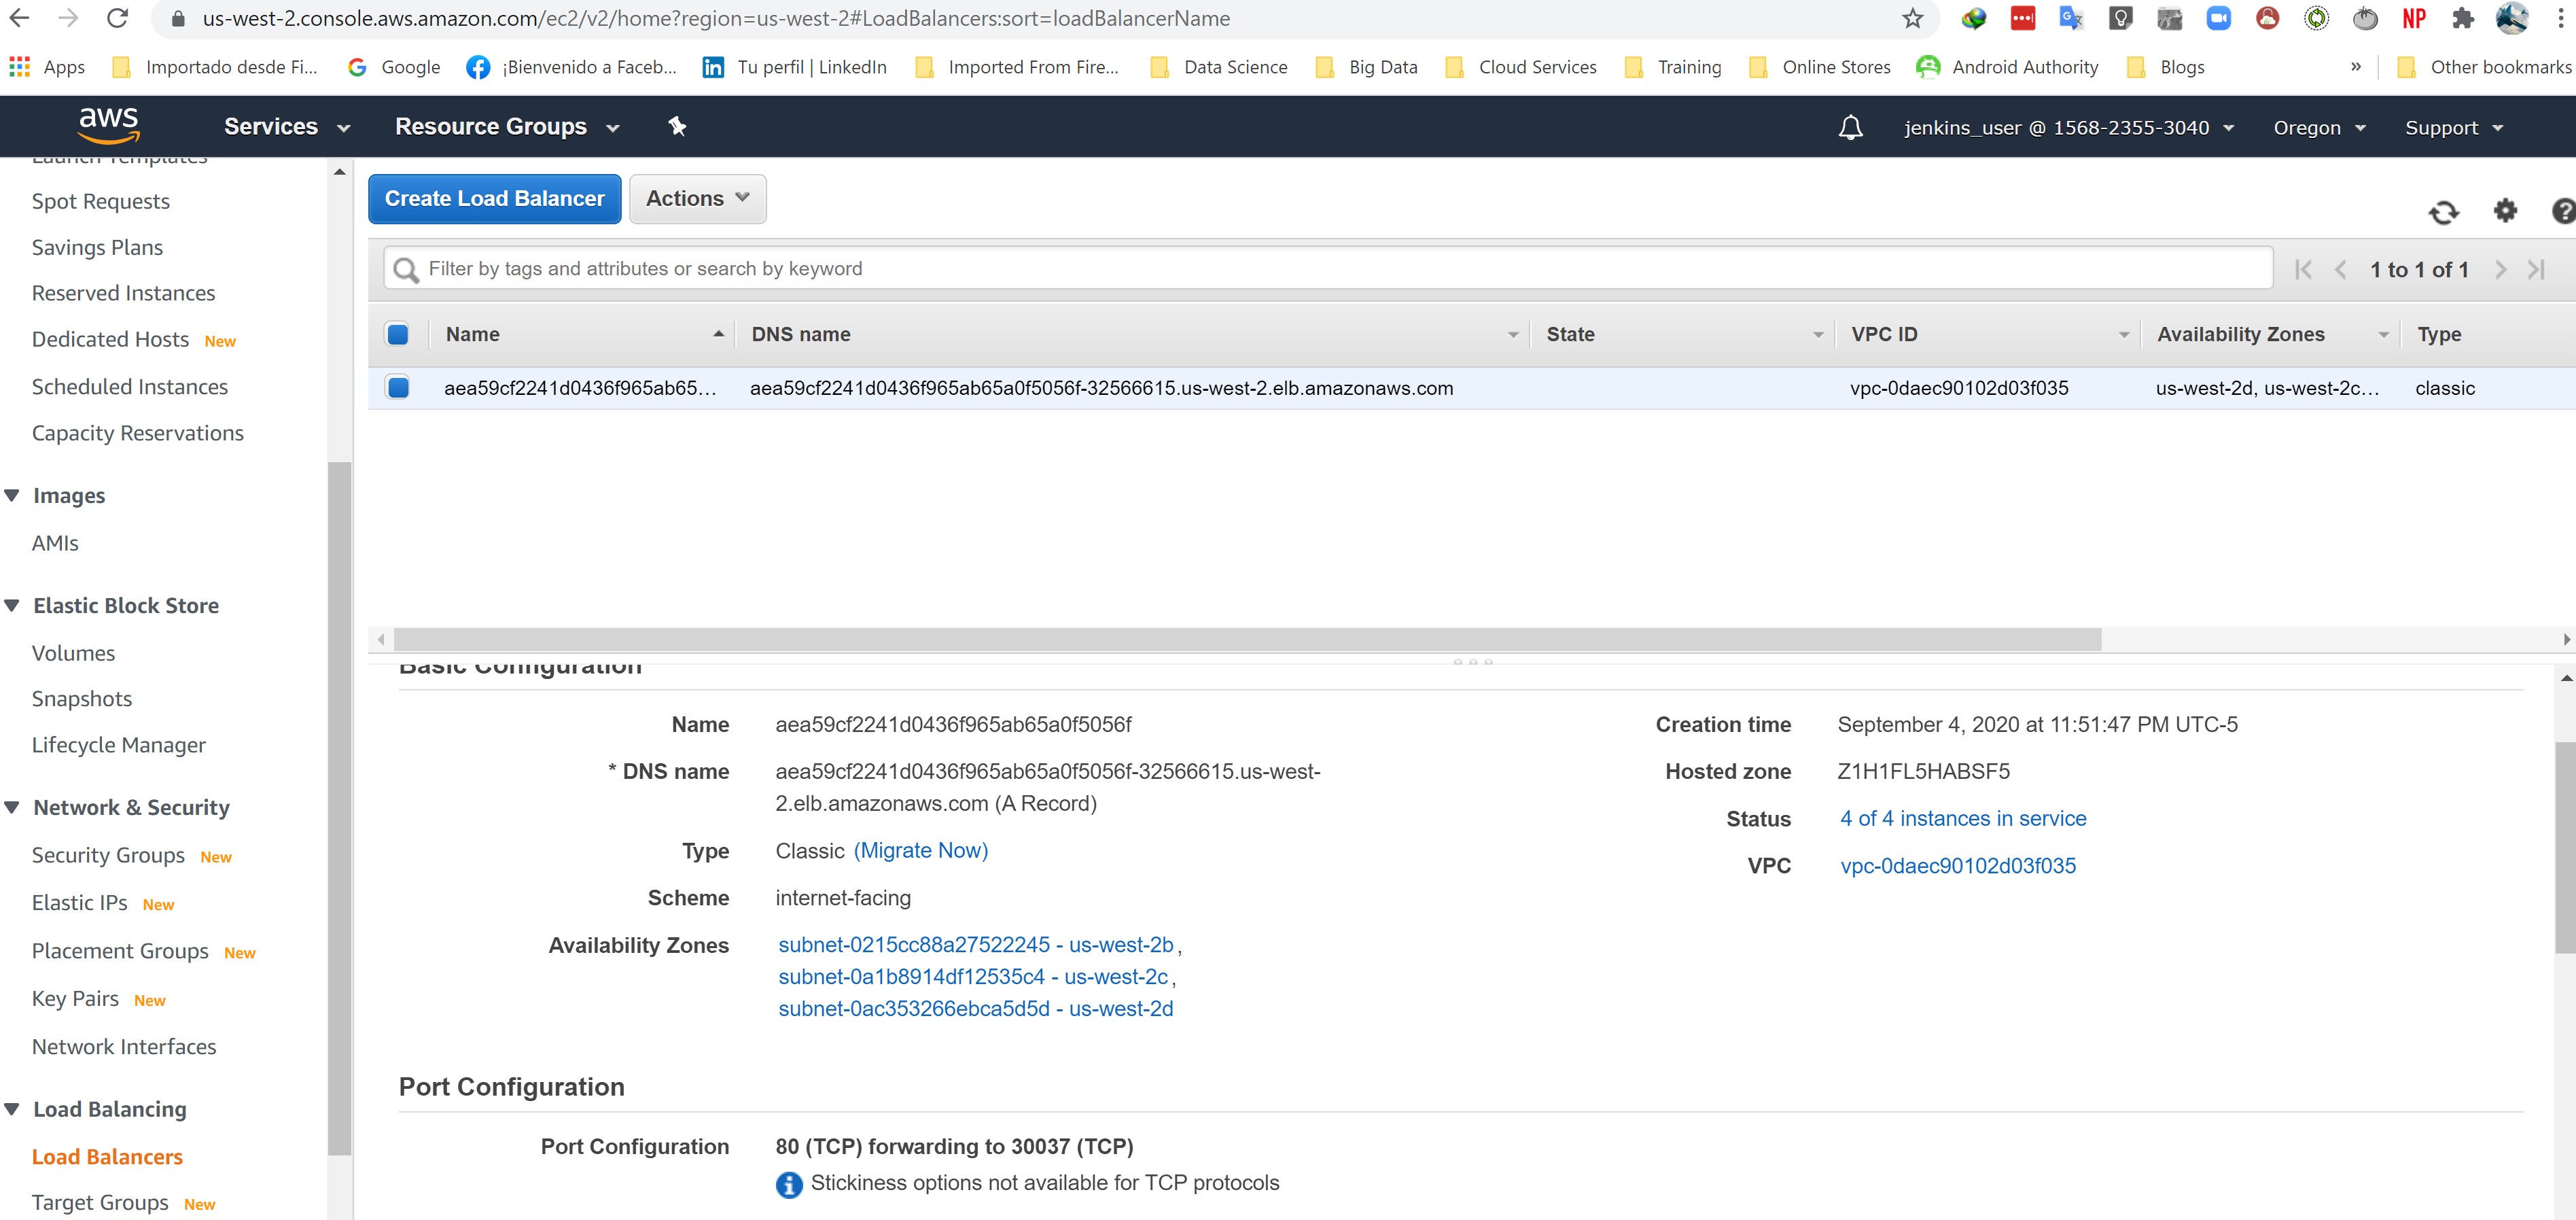 us-west-2.console.aws.amazon.com/ec2/v2/home?region=us-west-2#LoadBalancers:sort=loadBalancerName
NP
Apps Importado desde Fi... Google ¡Bienvenido a Faceb... Tu perfil | LinkedIn Imported From Fire... Data Science Big Data Cloud Services Training Online Stores Android Authority Blogs » Other bookmarks
aws Services Resource Groups jenkins_user @ 1568-2355-3040 Oregon Support
Launch Templates
Spot Requests
Savings Plans
Reserved Instances
Dedicated Hosts New
Scheduled Instances
Capacity Reservations
Images
AMIs
Elastic Block Store
Volumes
Snapshots
Lifecycle Manager
Network & Security
Security Groups New
Elastic IPs New
Placement Groups New
Key Pairs New
Network Interfaces
Load Balancing
Load Balancers
Target Groups New
Create Load Balancer Actions
Filter by tags and attributes or search by keyword 1 to 1 of 1
Name DNS name State VPC ID Availability Zones Type
aea59cf2241d0436f965ab65... aea59cf2241d0436f965ab65a0f5056f-32566615.us-west-2.elb.amazonaws.com vpc-0daec90102d03f035 us-west-2d, us-west-2c... classic
Basic Configuration
Name aea59cf2241d0436f965ab65a0f5056f
* DNS name aea59cf2241d0436f965ab65a0f5056f-32566615.us-west-
2.elb.amazonaws.com (A Record)
Type Classic (Migrate Now)
Scheme internet-facing
Availability Zones subnet-0215cc88a27522245 - us-west-2b,
subnet-0a1b8914df12535c4 - us-west-2c,
subnet-0ac353266ebca5d5d - us-west-2d
Creation time September 4, 2020 at 11:51:47 PM UTC-5
Hosted zone Z1H1FL5HABSF5
Status 4 of 4 instances in service
VPC vpc-0daec90102d03f035
Port Configuration
Port Configuration 80 (TCP) forwarding to 30037 (TCP)
Stickiness options not available for TCP protocols